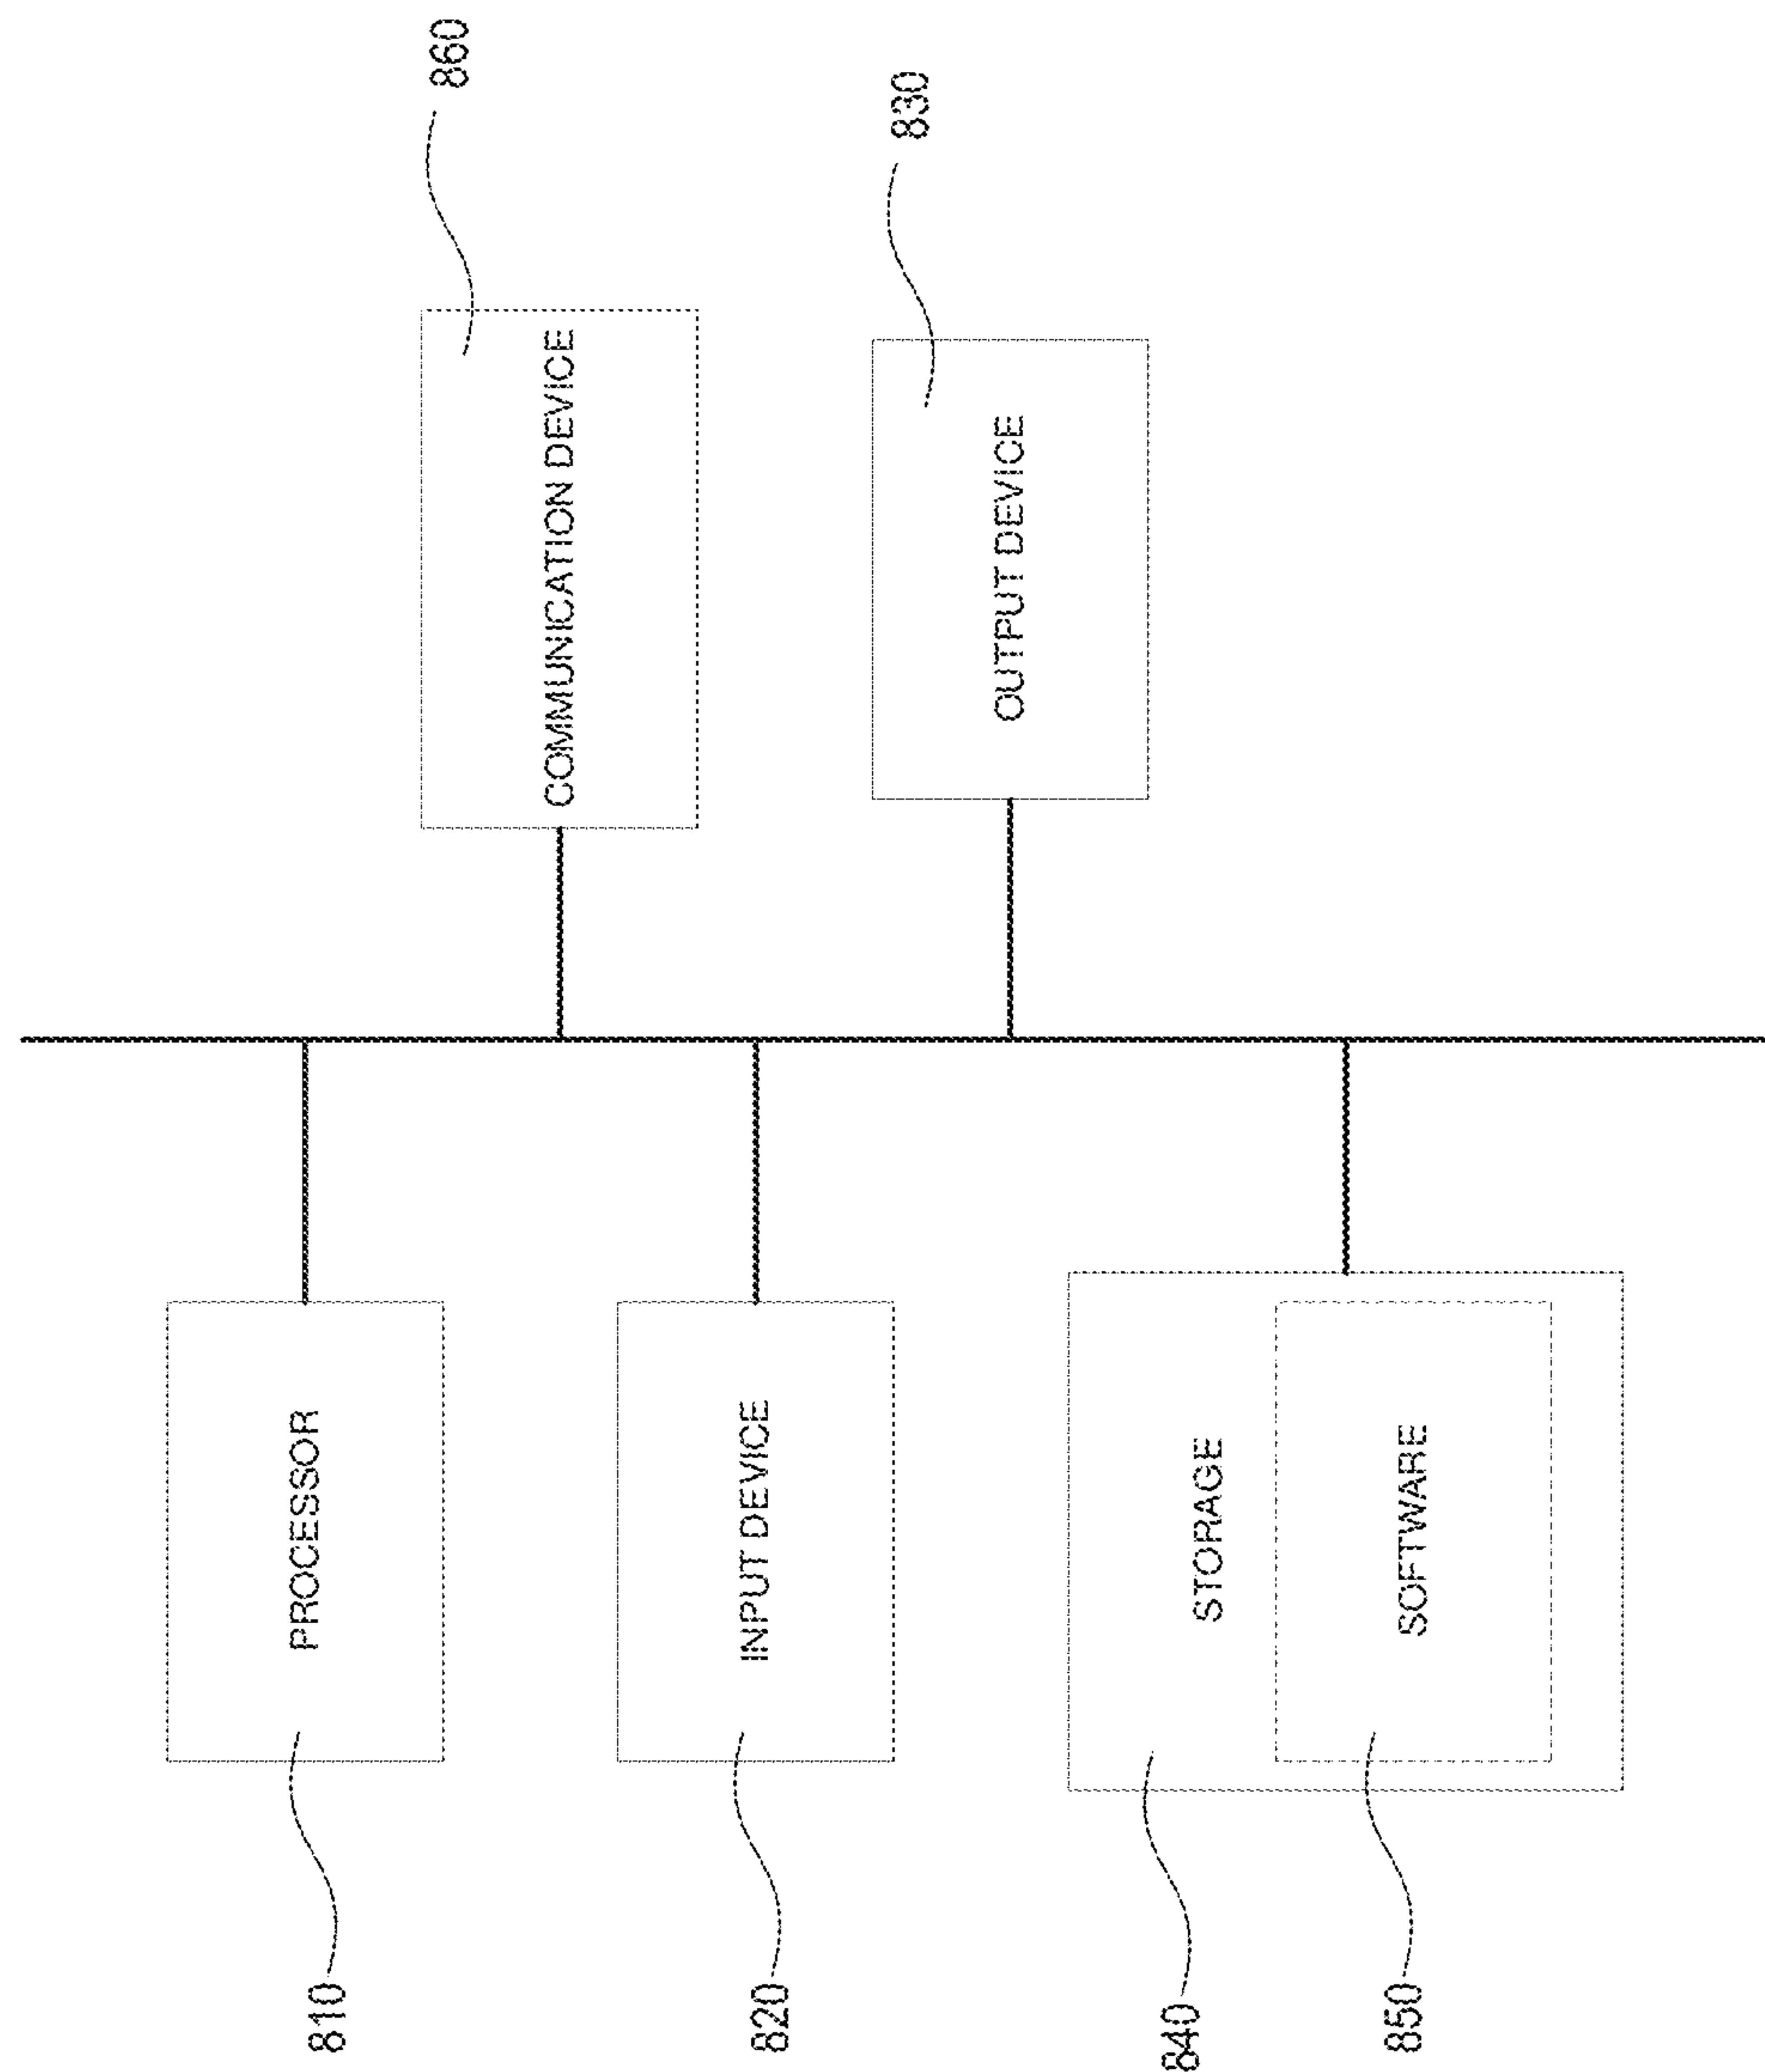 860
COMMUNICATION DEVICE
830
OUTPUT DEVICE
PROCESSOR
810
INPUT DEVICE
820
STORAGE
840
SOFTWARE
850